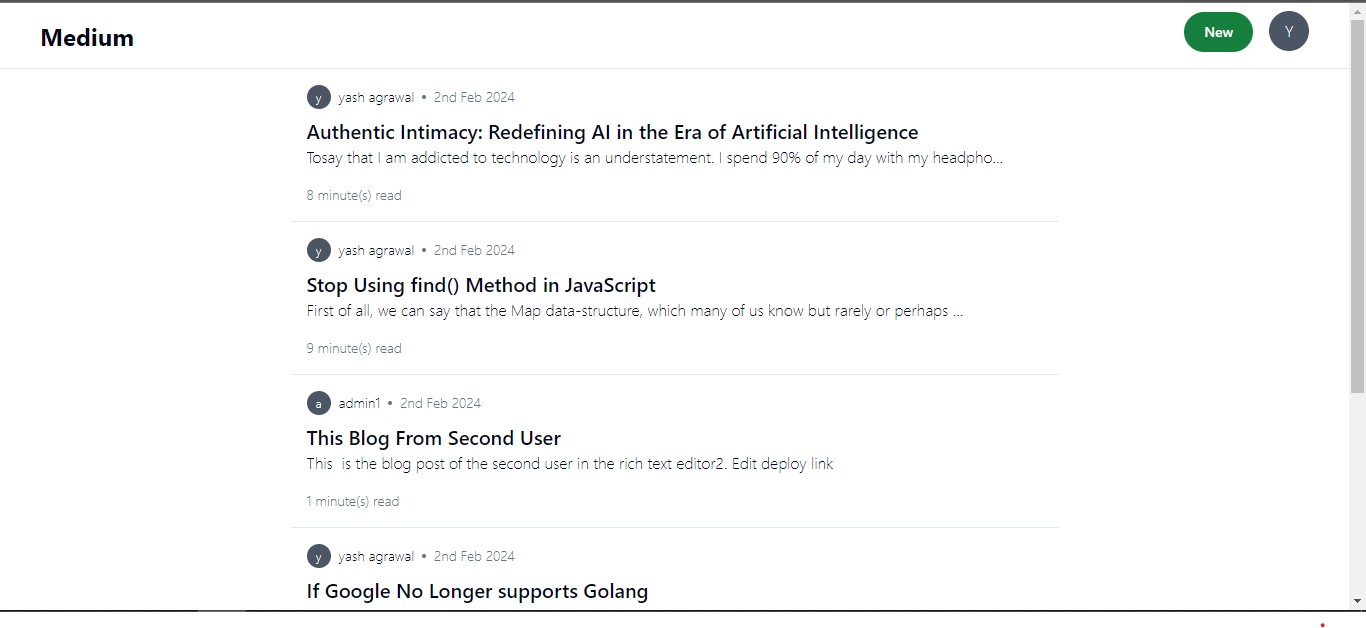 Medium
New
Y
y yash agrawal • 2nd Feb 2024
Authentic Intimacy: Redefining AI in the Era of Artificial Intelligence
Tosay that I am addicted to technology is an understatement. I spend 90% of my day with my headpho...
8 minute(s) read
y yash agrawal • 2nd Feb 2024
Stop Using find() Method in JavaScript
First of all, we can say that the Map data-structure, which many of us know but rarely or perhaps ...
9 minute(s) read
a admin1 • 2nd Feb 2024
This Blog From Second User
This  is the blog post of the second user in the rich text editor2. Edit deploy link
1 minute(s) read
y yash agrawal • 2nd Feb 2024
If Google No Longer supports Golang